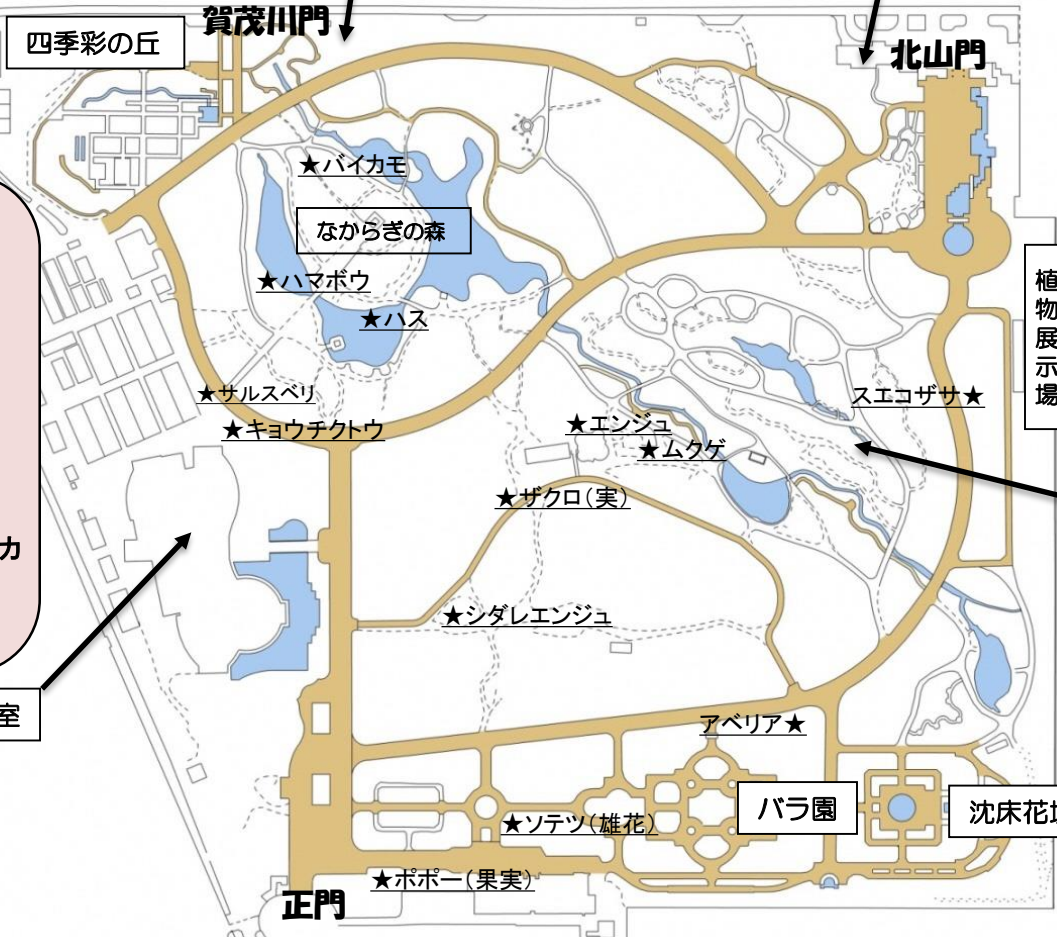 賀茂川門
四季彩の丘
北山門
★バイカモ
なからぎの森
★ハマボウ
★ハス
植
物
展
示
場
★サルスベリ
スエコザサ★
★キョウチクトウ
★エンジュ
★ムクゲ
★ザクロ(実)
カ
★シダレエンジュ
室
アベリア★
バラ園
沈床花
★ソテツ(雄花)
★ポポー(果実)
正門